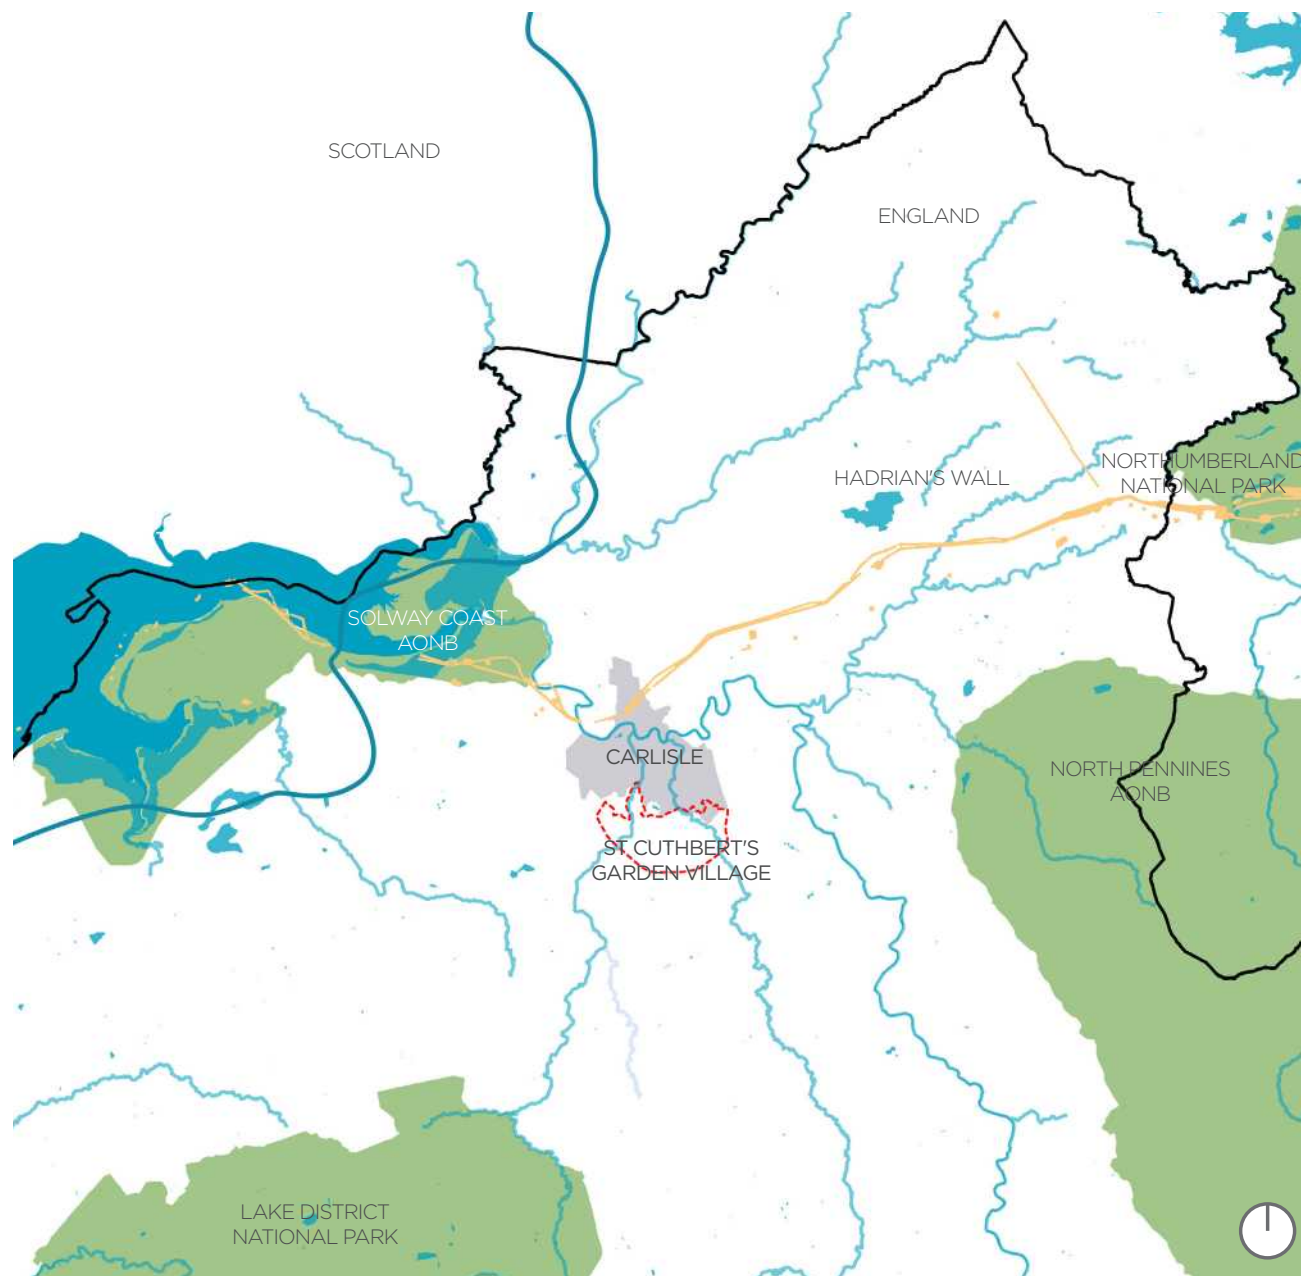 SCOTLAND
ENGLAND
HADRIAN'S WALL
NORTHUMBERLAND
NATIONAL PARK
SOLWAY COAST
AONB
CARLISLE
NORTH PENNINES
AONB
ST CUTHBERT'S
GARDEN VILLAGE
LAKE DISTRICT
NATIONAL PARK